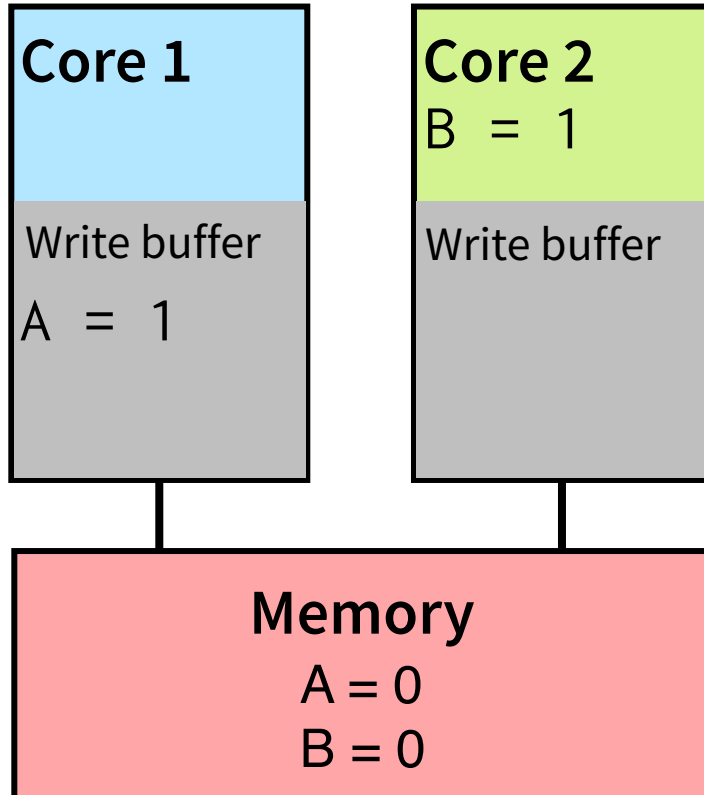 Core 1
Write buffer
A = 1
Core 2
B = 1
Write buffer
Memory
A = 0
B = 0